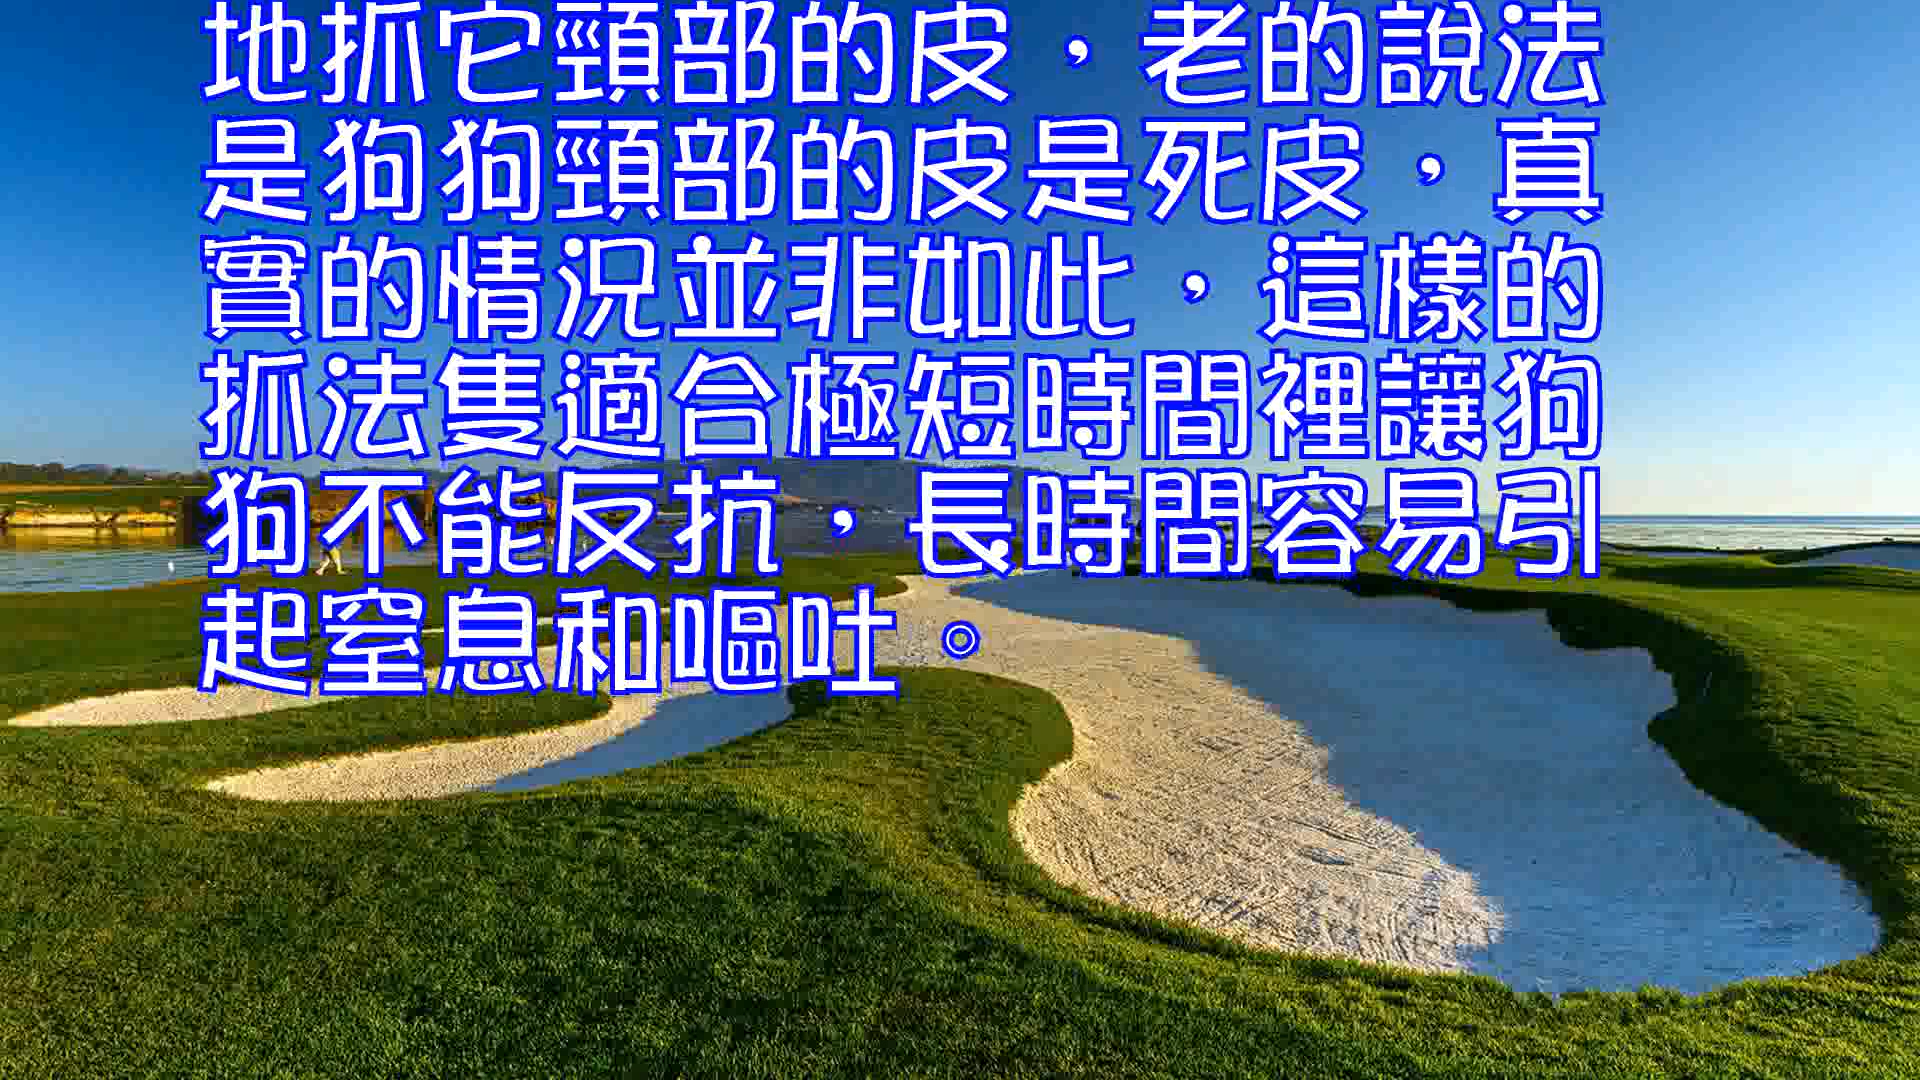 地抓它頸部的皮，老的說法
是狗狗頸部的皮是死皮，真
實的情況並非如此，這樣的
抓法隻適合極短時間裡讓狗
狗不能反抗，長時間容易引
起窒息和嘔吐。